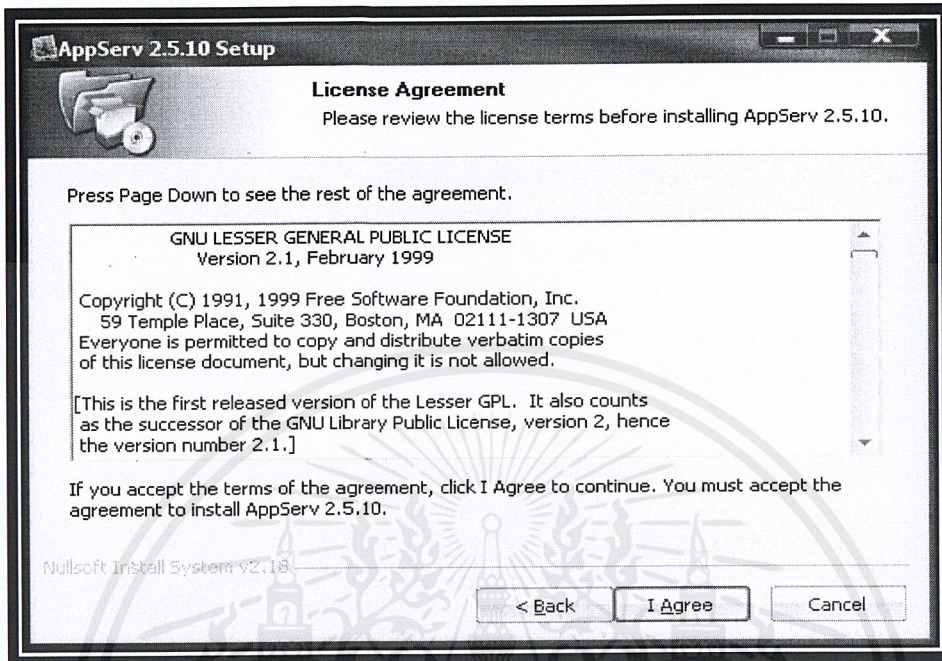 AppServ 2.5.10 Setup
License Agreement
Please review the license terms before installing AppServ 2.5.10.
Press Page Down to see the rest of the agreement.
GNU LESSER GENERAL PUBLIC LICENSE
Version 2.1, February 1999
Copyright (C) 1991, 1999 Free Software Foundation, Inc.
59 Temple Place, Suite 330, Boston, MA 02111-1307 USA
Everyone is permitted to copy and distribute verbatim copies
of this license document, but changing it is not allowed.
[This is the first released version of the Lesser GPL. It also counts
as the successor of the GNU Library Public License, version 2, hence
the version number 2.1.]
If you accept the terms of the agreement, click I Agree to continue. You must accept the
agreement to install AppServ 2.5.10.
Nullsoft Install System v2.18
< Back I Agree Cancel